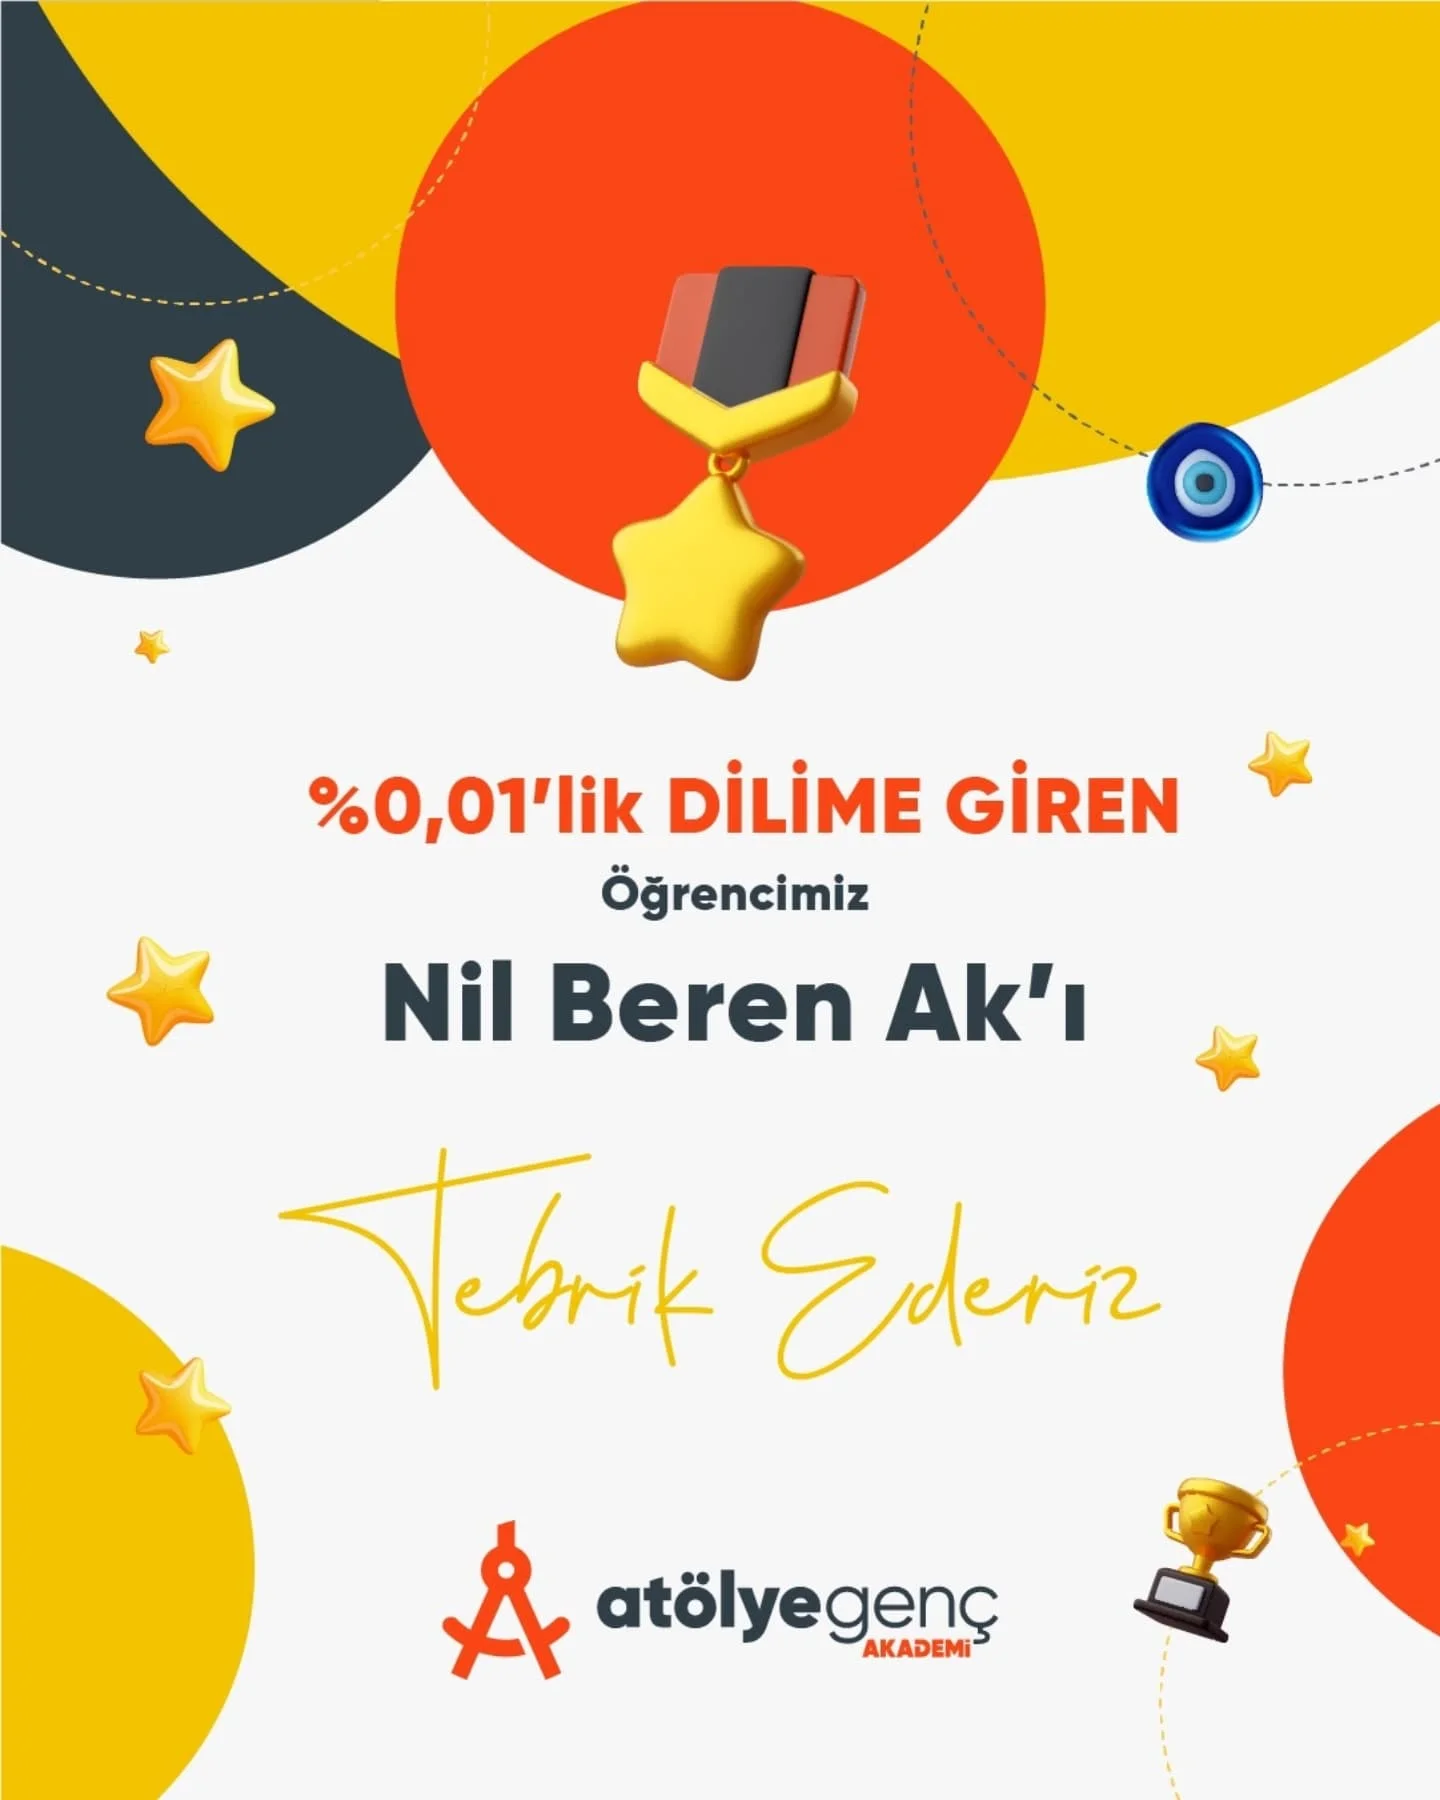 %0,01'lik DİLİME GİREN
Öğrencimiz
Nil Beren Ak'ı
Tebrik Ederiz
atölyegenç
AKADEMİ